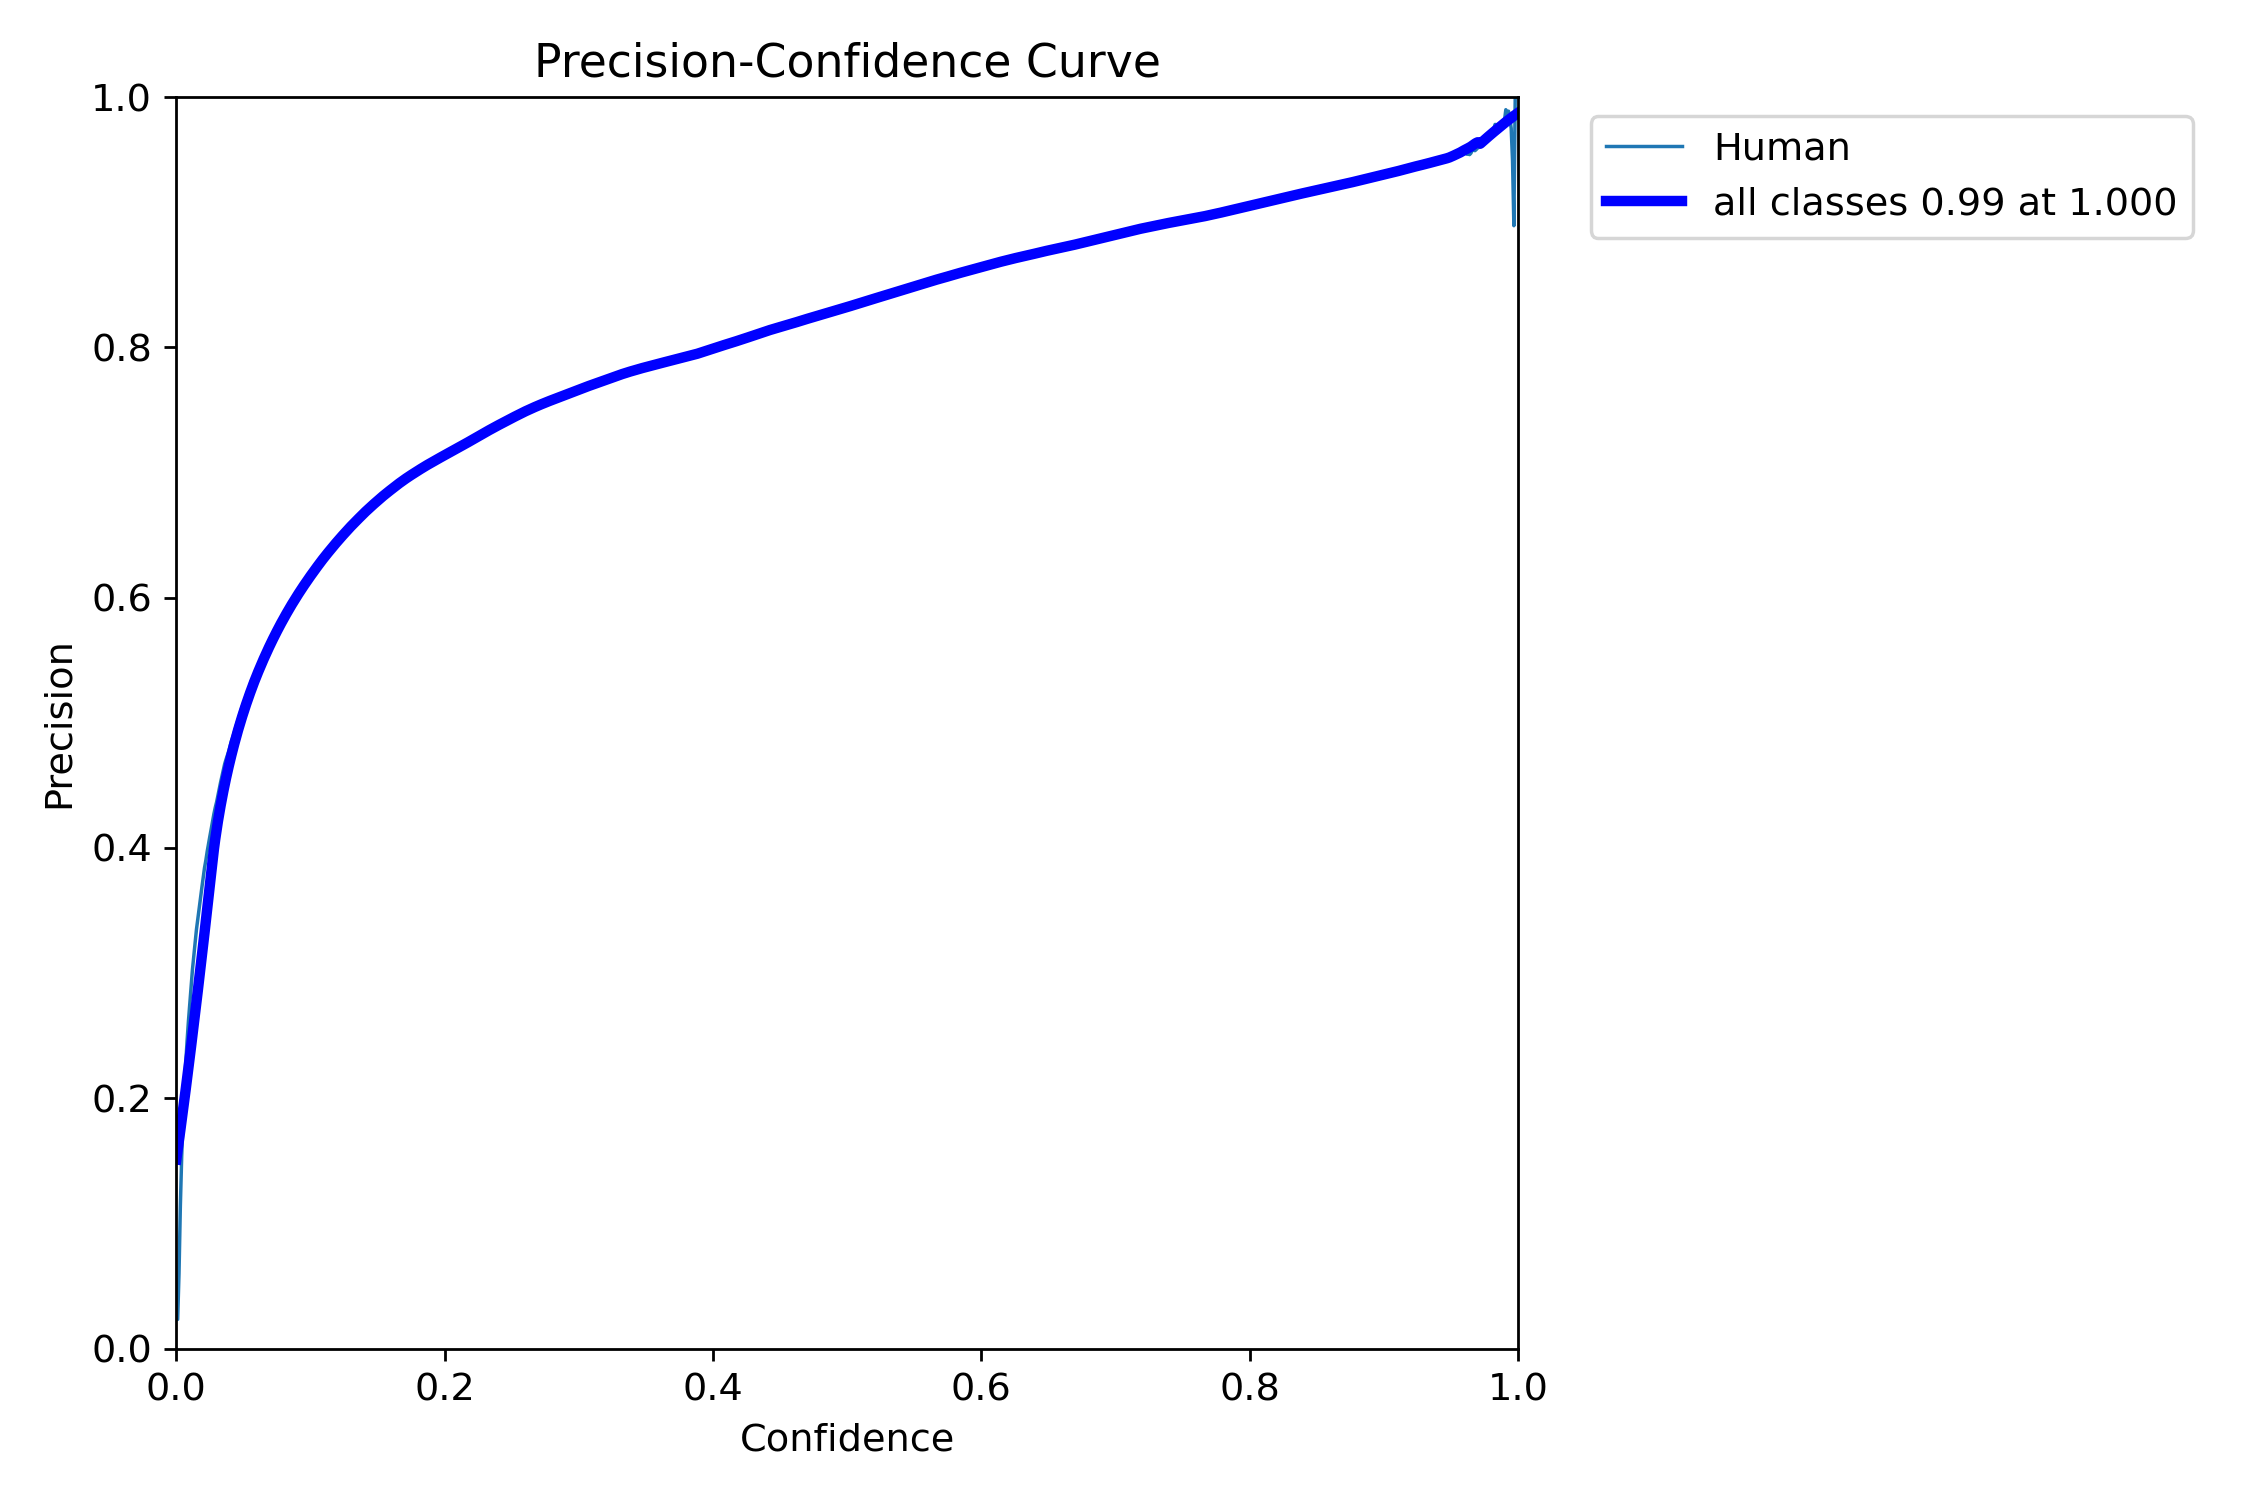 Precision-Confidence Curve
1.0
0.8
0.6
0.4
0.2
0.0
Precision
0.0 0.2 0.4 0.6 0.8 1.0
Confidence
Human
all classes 0.99 at 1.000